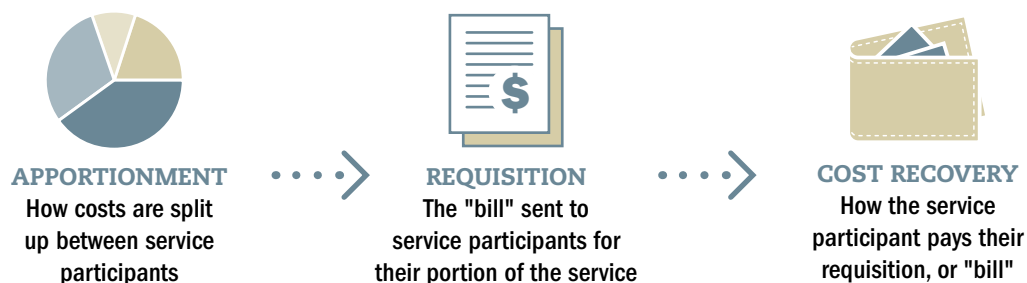 $
APPORTIONMENT
How costs are split
up between service
participants
REQUISITION
The "bill" sent to
service participants for
their portion of the service
COST RECOVERY
How the service
participant pays their
requisition, or "bill"